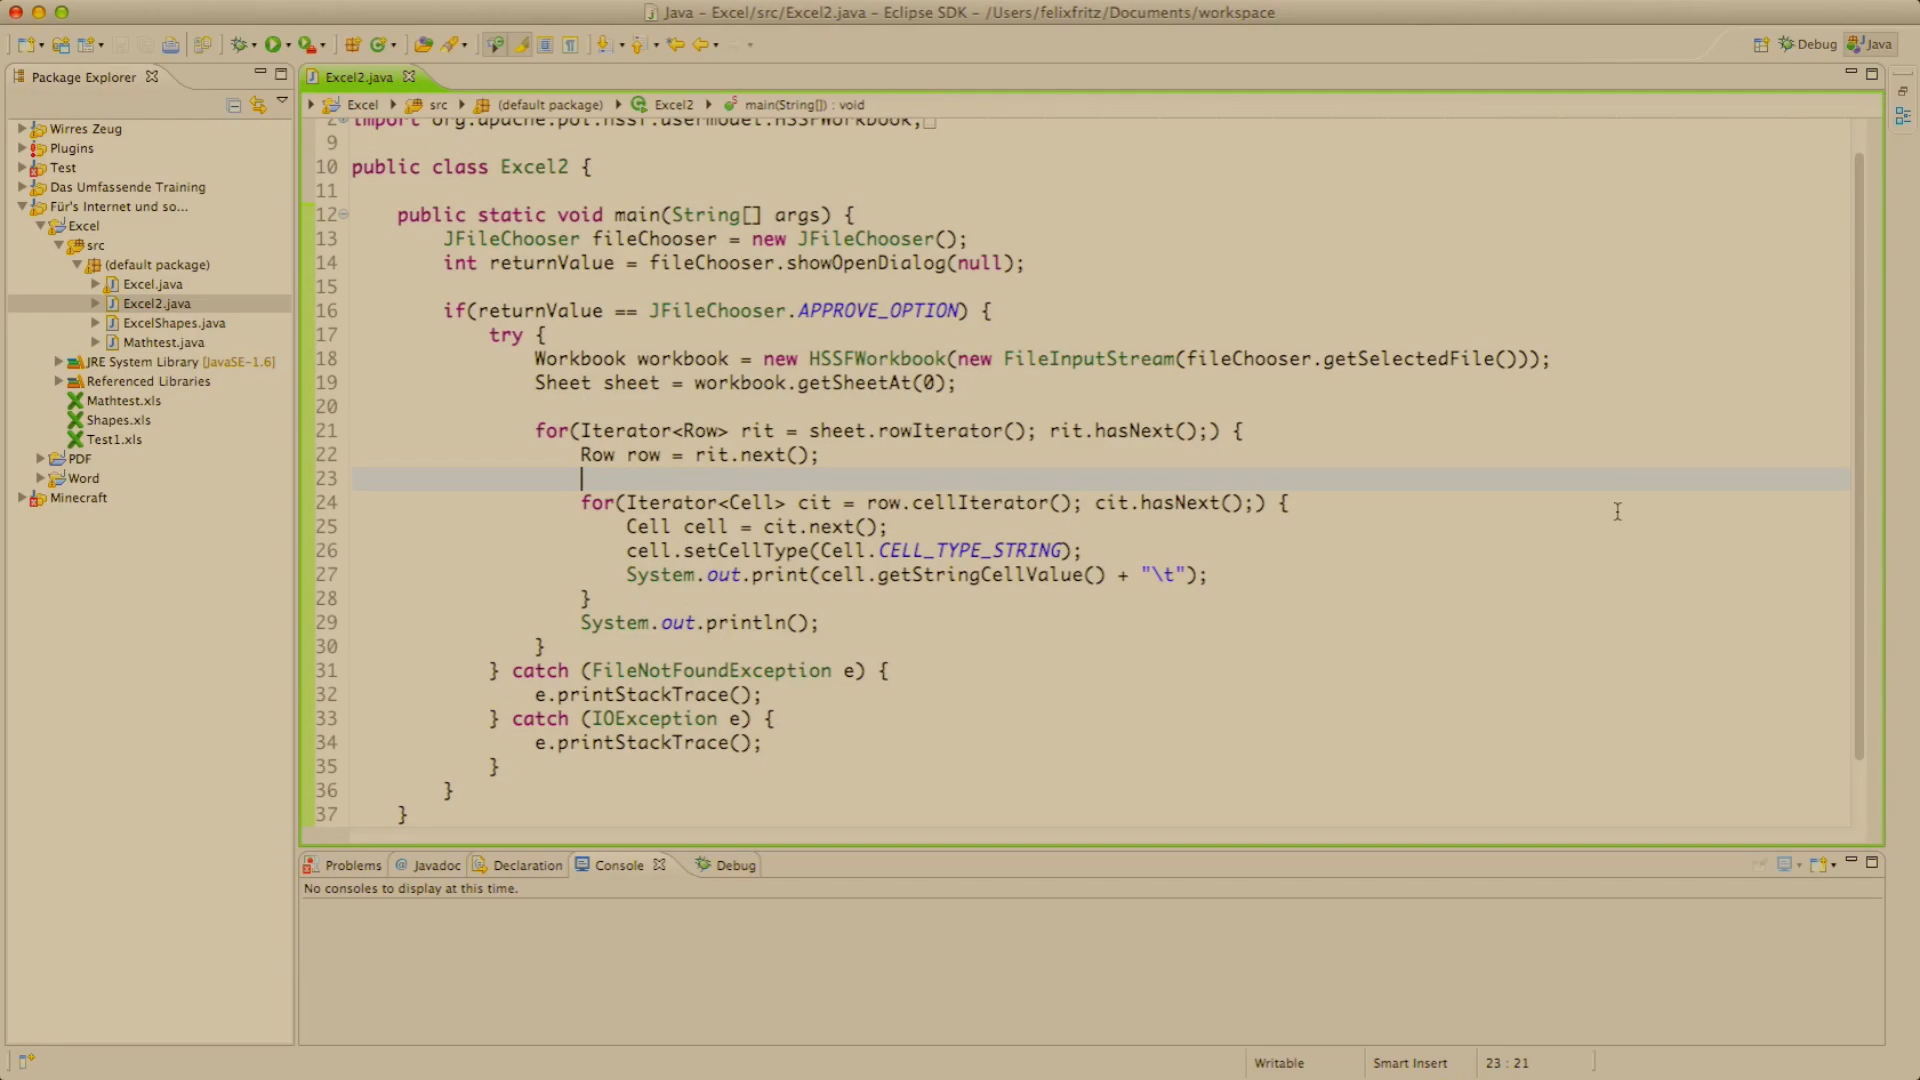 Java - Excel/src/Excel2.java - Eclipse SDK - /Users/felixfritz/Documents/workspace
Debug
Java
Package Explorer
Wirres Zeug
Plugins
Test
Das Umfassende Training
Für's Internet und so...
Excel
src
(default package)
Excel.java
Excel2.java
ExcelShapes.java
Mathtest.java
JRE System Library [JavaSE-1.6]
Referenced Libraries
Mathtest.xls
Shapes.xls
Test1.xls
PDF
Word
Minecraft
Excel2.java
Excel src (default package) Excel2 main(String[]) : void
2 import org.apache.poi.hssf.usermodel.HSSFWorkbook;
9
10 public class Excel2 {
11
12 public static void main(String[] args) {
13 JFileChooser fileChooser = new JFileChooser();
14 int returnValue = fileChooser.showOpenDialog(null);
15
16 if(returnValue == JFileChooser.APPROVE_OPTION) {
17 try {
18 Workbook workbook = new HSSFWorkbook(new FileInputStream(fileChooser.getSelectedFile()));
19 Sheet sheet = workbook.getSheetAt(0);
20
21 for(Iterator<Row> rit = sheet.rowIterator(); rit.hasNext();) {
22 Row row = rit.next();
23
24 for(Iterator<Cell> cit = row.cellIterator(); cit.hasNext();) {
25 Cell cell = cit.next();
26 cell.setCellType(Cell.CELL_TYPE_STRING);
27 System.out.print(cell.getStringCellValue() + "\t");
28 }
29 System.out.println();
30 }
31 } catch (FileNotFoundException e) {
32 e.printStackTrace();
33 } catch (IOException e) {
34 e.printStackTrace();
35 }
36 }
37 }
Problems @ Javadoc Declaration Console Debug
No consoles to display at this time.
Writable Smart Insert 23 : 21